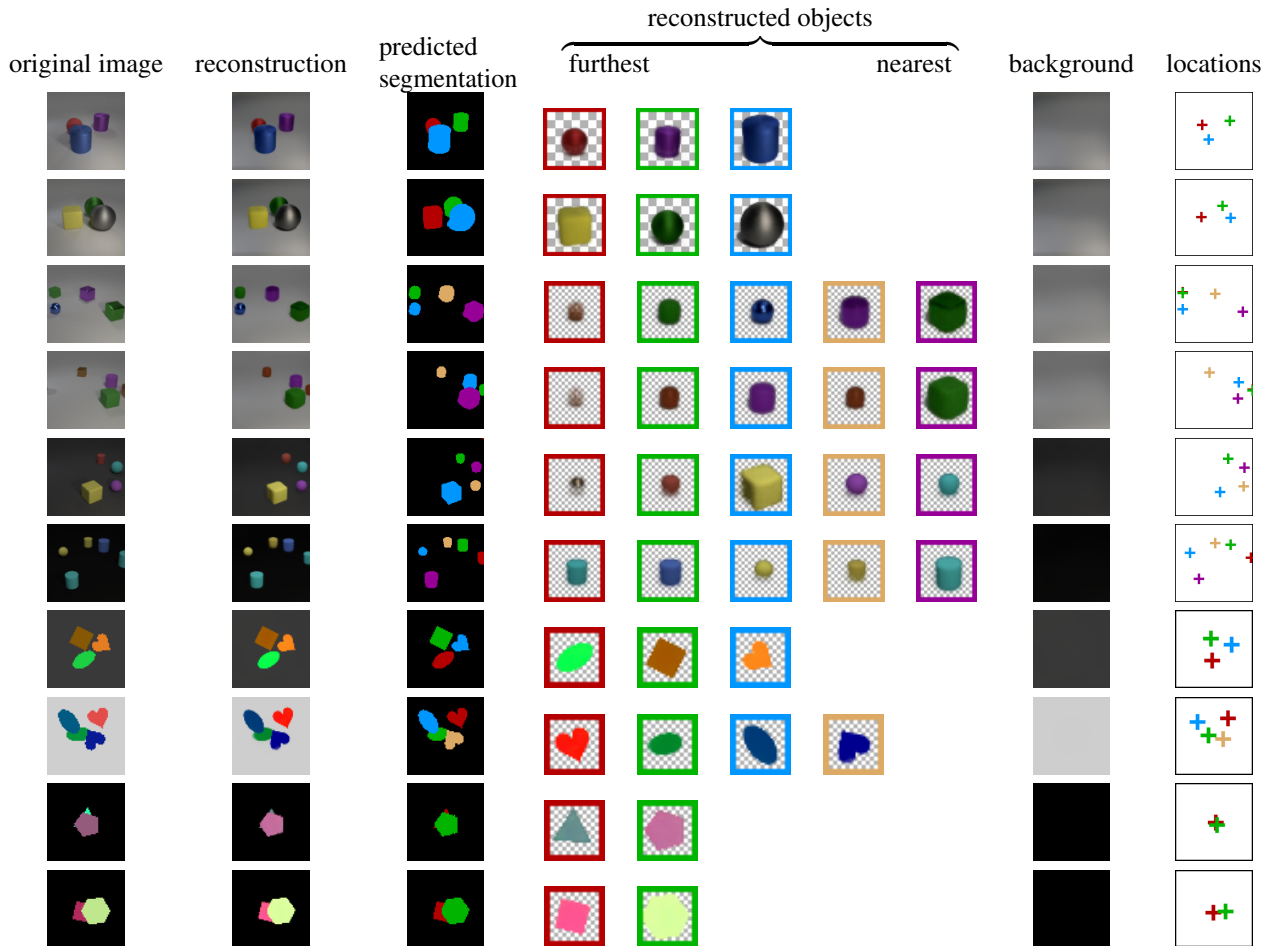 reconstructed objects
original image
reconstruction
predicted
segmentation
furthest
nearest
background
locations